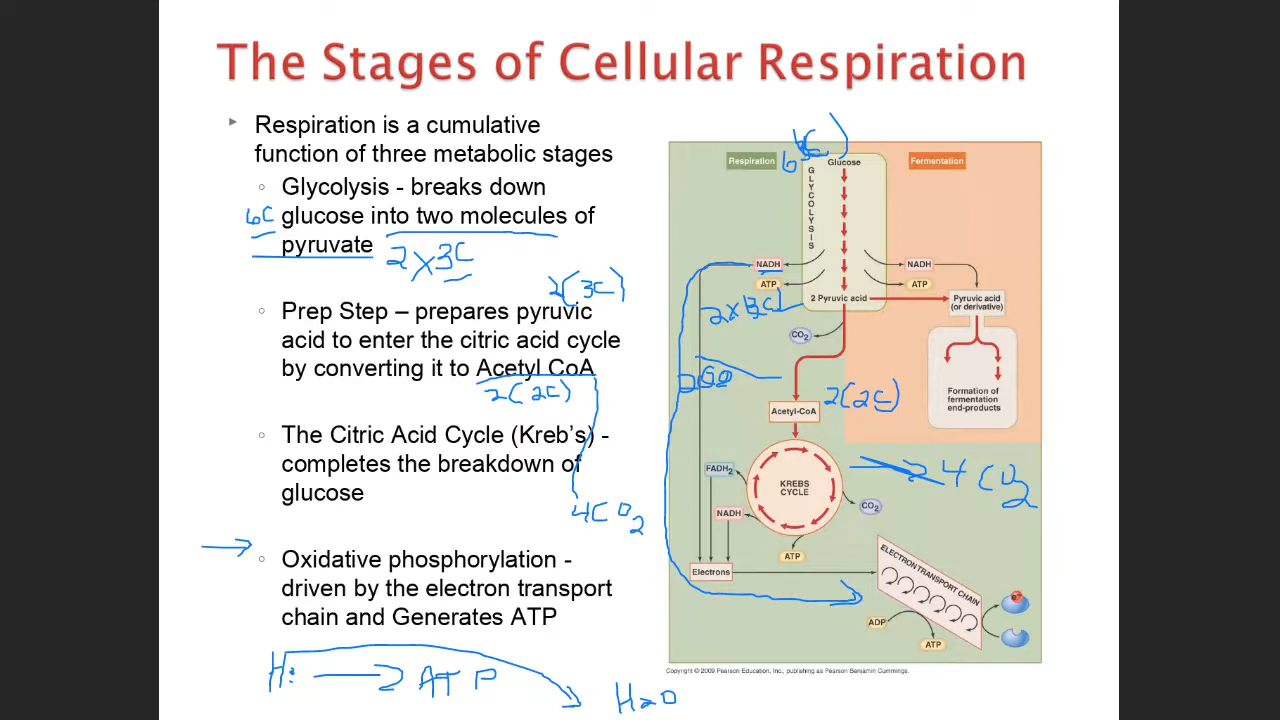 The Stages of Cellular Respiration
Respiration is a cumulative
function of three metabolic stages
Glycolysis - breaks down
6C glucose into two molecules of
pyruvate 2 x 3C
2(3C)
Prep Step – prepares pyruvic
acid to enter the citric acid cycle
by converting it to Acetyl CoA
2(2C)
The Citric Acid Cycle (Kreb's) -
completes the breakdown of
glucose
4CO2
Oxidative phosphorylation -
driven by the electron transport
chain and Generates ATP
H: → ATP
H2O
Respiration
6C
Glucose
Fermentation
GLYCOLYSIS
NADH
ATP
NADH
ATP
2 Pyruvic acid
2 x 3C
Pyruvic acid
(or derivative)
CO2
Formation of
fermentation
end-products
Acetyl-CoA
2(2C)
FADH2
KREBS
CYCLE
4 CO2
NADH
CO2
ATP
Electrons
ELECTRON TRANSPORT CHAIN
ADP
ATP
Copyright © 2009 Pearson Education, Inc., publishing as Pearson Benjamin Cummings.